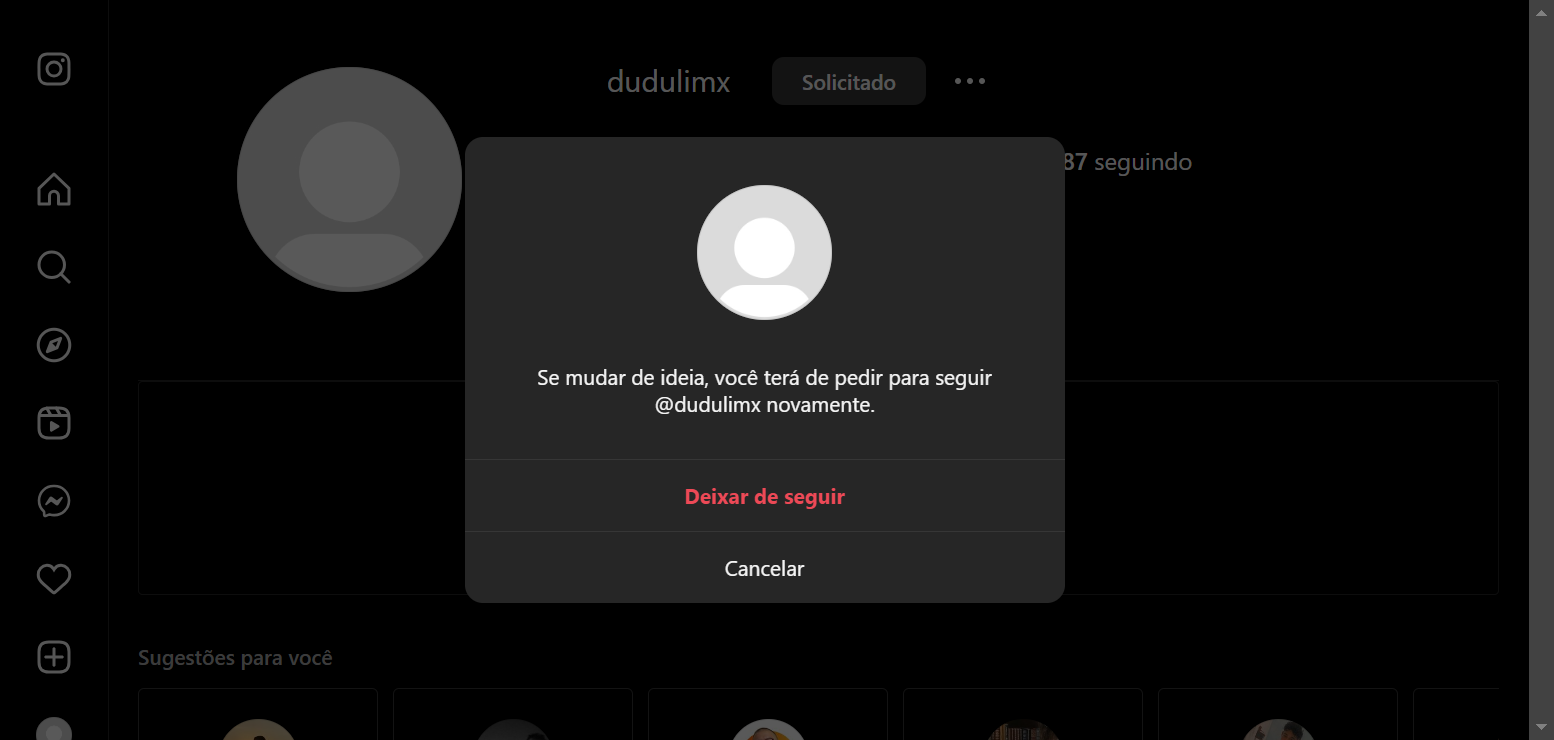 dudulimx
Solicitado
87 seguindo
Se mudar de ideia, você terá de pedir para seguir
@dudulimx novamente.
Deixar de seguir
Cancelar
Sugestões para você